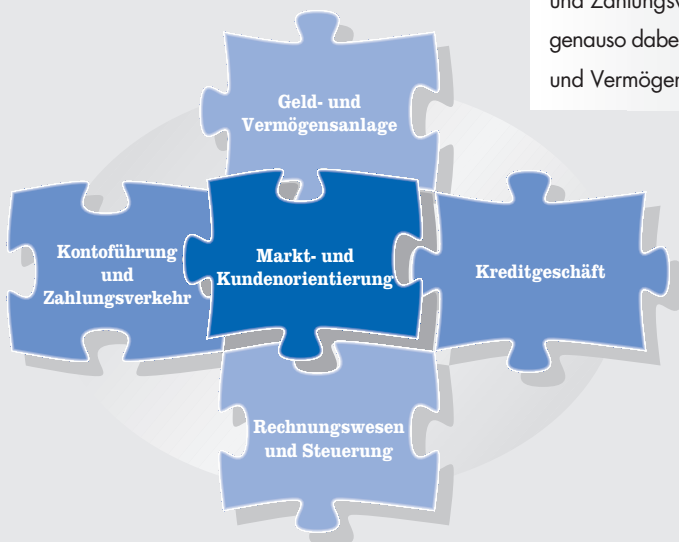 und Zahlungsv
genauso dabe
und Vermögen
Geld- und
Vermögensanlage
Kontoführung
und
Zahlungsverkehr
Markt- und
Kundenorientierung
Kreditgeschäft
Rechnungswesen
und Steuerung